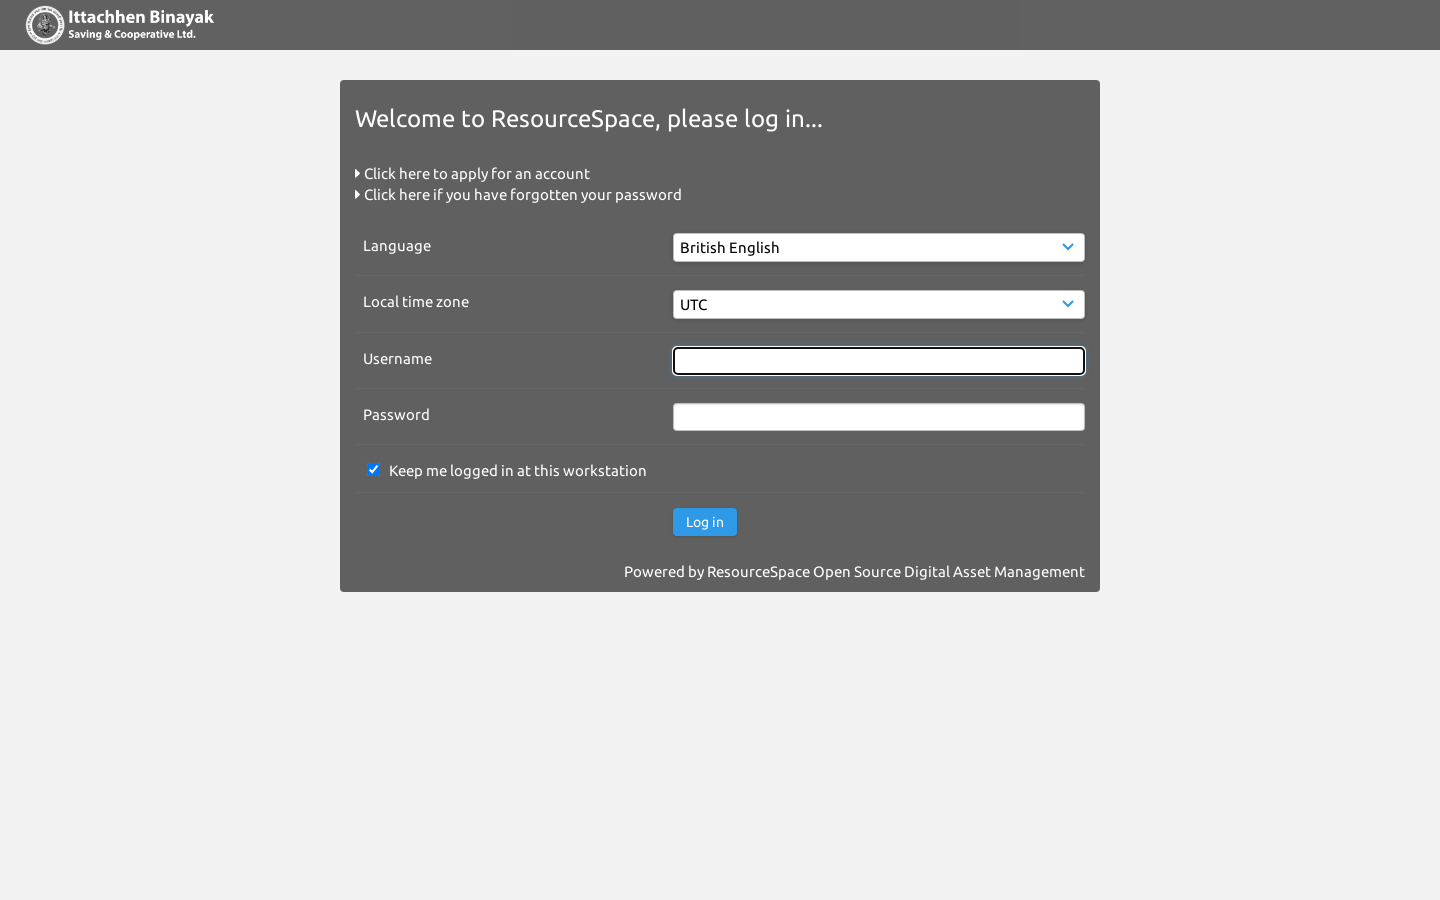 Ittachhen Binayak
Saving & Cooperative Ltd.
Welcome to ResourceSpace, please log in...
Click here to apply for an account
Click here if you have forgotten your password
Language
British English
Local time zone
UTC
Username
Password
Keep me logged in at this workstation
Log in
Powered by ResourceSpace Open Source Digital Asset Management